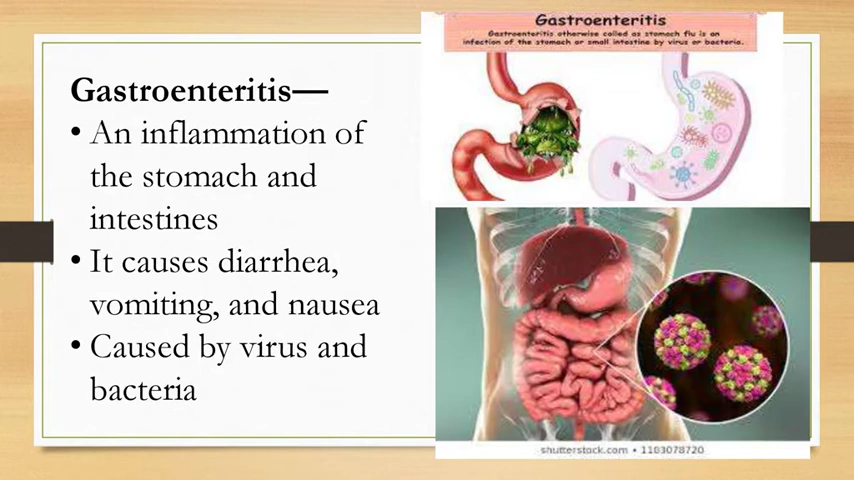 Gastroenteritis—
• An inflammation of
the stomach and
intestines
• It causes diarrhea,
vomiting, and nausea
• Caused by virus and
bacteria
Gastroenteritis
Gastroenteritis otherwise called as stomach flu is an
infection of the stomach or small intestine by virus or bacteria.
shutterstock.com • 1103078720